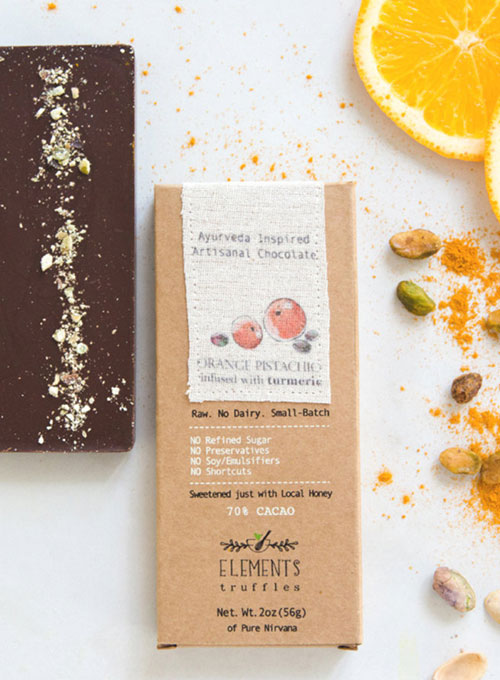 Ayurveda Inspired
Artisanal Chocolate
ORANGE PISTACHIO
infused with turmeric
Raw. No Dairy. Small-Batch
NO Refined Sugar
NO Preservatives
NO Soy/Emulsifiers
NO Shortcuts
Sweetened just with Local Honey
70% CACAO
ELEMENTS
truffles
Net. Wt. 2oz (56g)
of Pure Nirvana